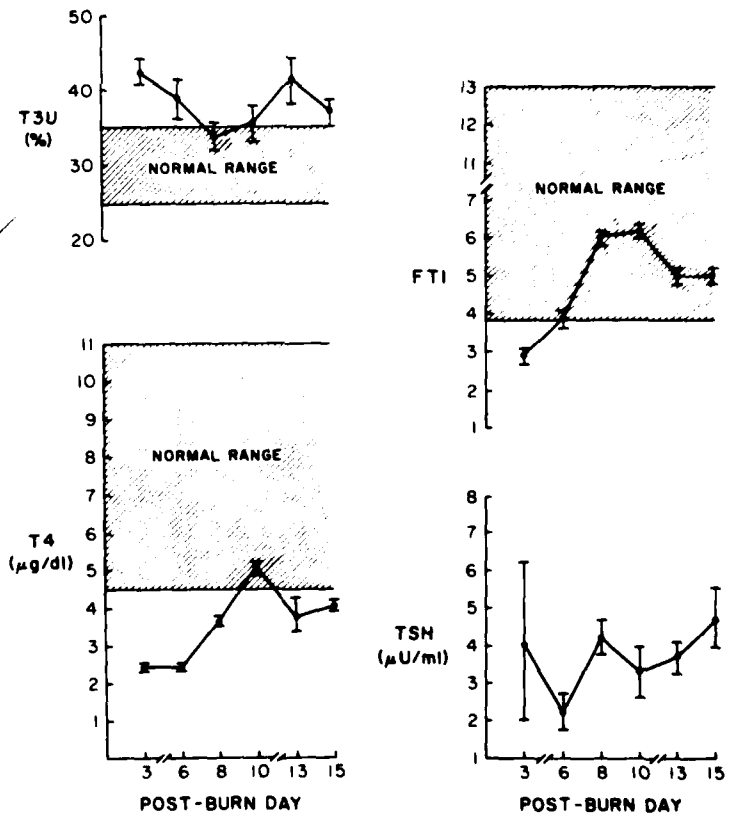 50
40
30
20
T3U
(%)
NORMAL RANGE
13
12
11
7
6
5
4
3
2
1
FTI
NORMAL RANGE
11
10
9
8
7
6
5
4
3
2
1
T4
(μg/dl)
NORMAL RANGE
3 6 8 10 13 15
POST-BURN DAY
8
7
6
5
4
3
2
1
TSH
(μU/ml)
3 6 8 10 13 15
POST-BURN DAY